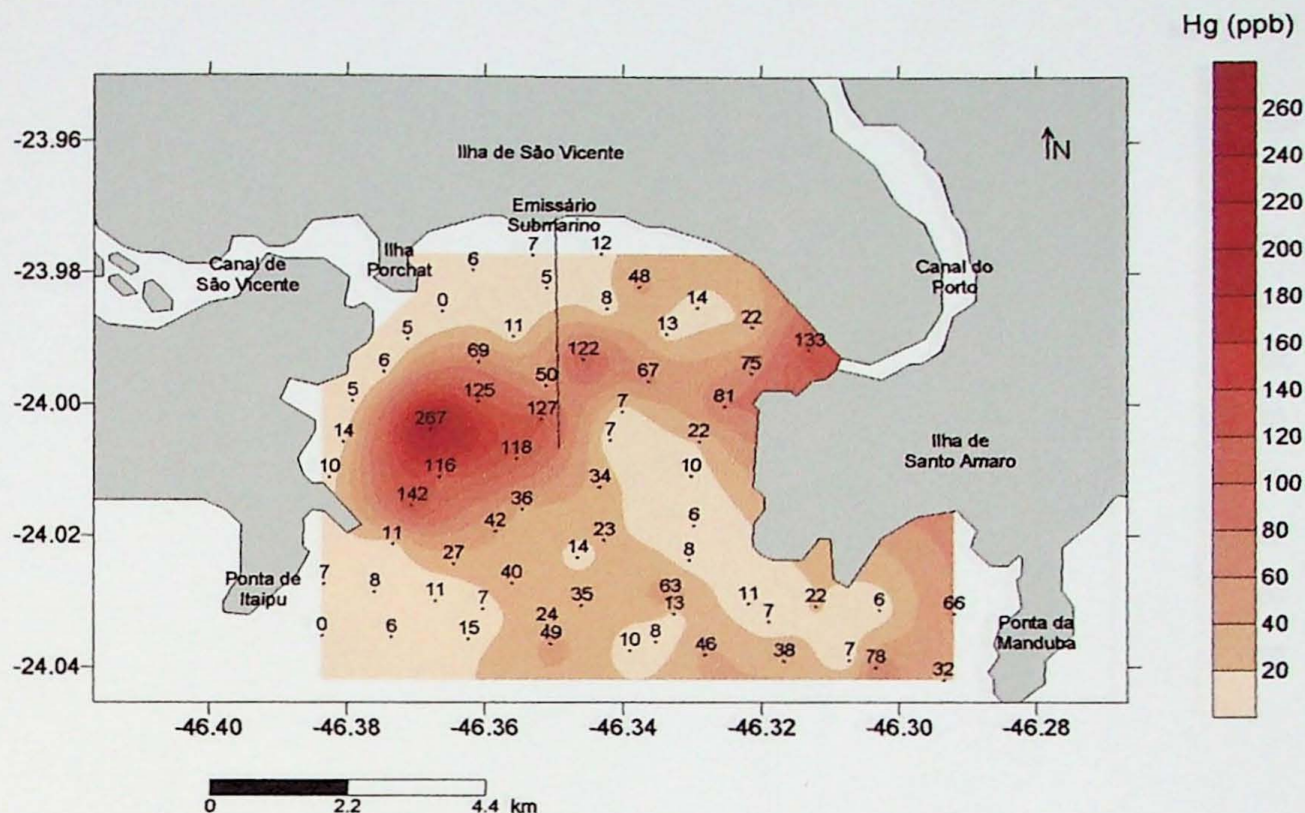 Hg (ppb)
260
240
220
200
180
160
140
120
100
80
60
40
20
-23.96
-23.98
-24.00
-24.02
-24.04
-46.40
-46.38
-46.36
-46.34
-46.32
-46.30
-46.28
N
Ilha de São Vicente
Emissário
Submarino
Ilha
Porchat
Canal de
São Vicente
Canal do
Porto
Ilha de
Santo Amaro
Ponta de
Itaipu
Ponta da
Manduba
7 12
6
5 48
0 8 14
5 11 13 22
69 122 133
6 50 67 75
5 125 7 81
267 127
14 118 7 22
10 116 34 10
142 36
11 42 23 6
27 14 8
7 8 40 63
11 7 35 13 11 22 6 66
24 7
0 6 15 49 10 8 46 38 7 78
32
0 2.2 4.4 km